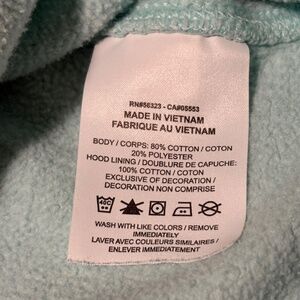 RN#56323 - CA#05553
MADE IN VIETNAM
FABRIQUE AU VIETNAM
BODY / CORPS: 80% COTTON / COTON
20% POLYESTER
HOOD LINING / DOUBLURE DE CAPUCHE:
100% COTTON / COTON
EXCLUSIVE OF DECORATION /
DECORATION NON COMPRISE
40C
WASH WITH LIKE COLORS / REMOVE
IMMEDIATELY
LAVER AVEC COULEURS SIMILAIRES /
ENLEVER IMMEDIATEMENT